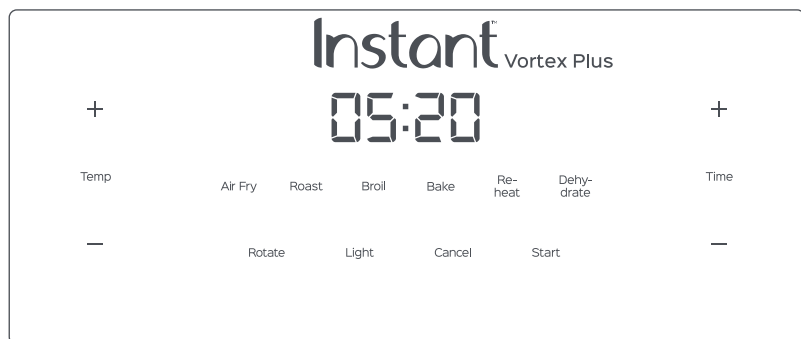 Instant™ Vortex Plus
05:20
+ +
Temp Time
Air Fry Roast Broil Bake Re-
heat Dehy-
drate
Rotate Light Cancel Start
− −